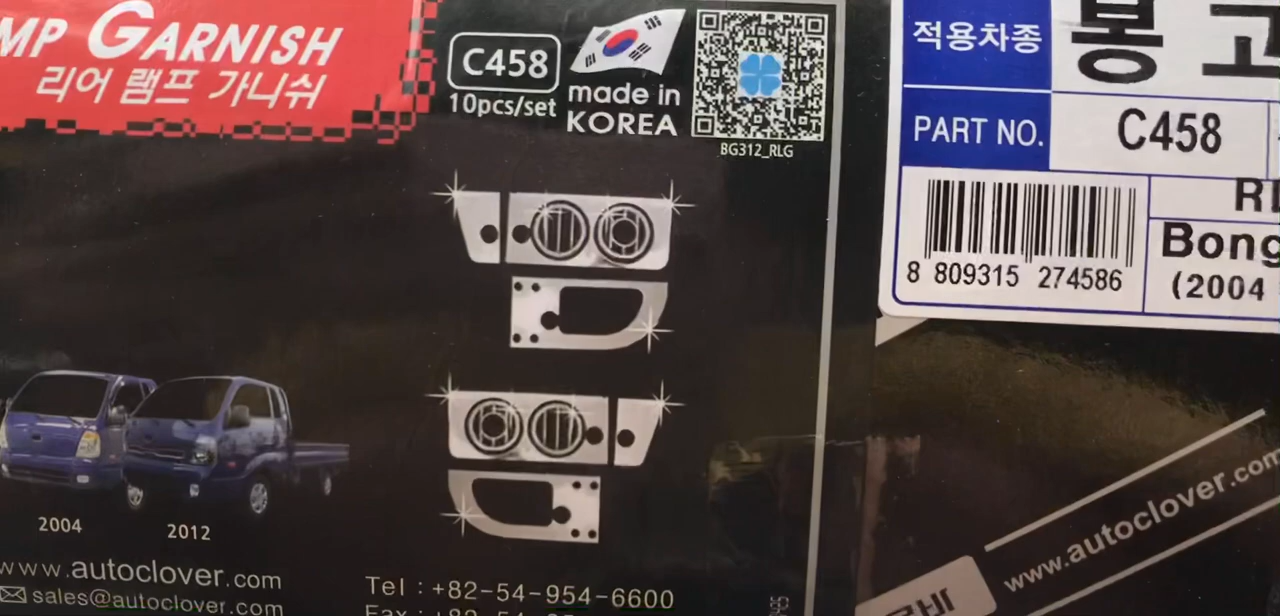 MP GARNISH
리어 램프 가니쉬
C458
10pcs/set
made in
KOREA
BG312_RLG
적용차종
봉고
PART NO.
C458
8 809315 274586
Bong
(2004
2004
2012
www.autoclover.com
sales@autoclover.com
Tel : +82-54-954-6600
www.autoclover.com